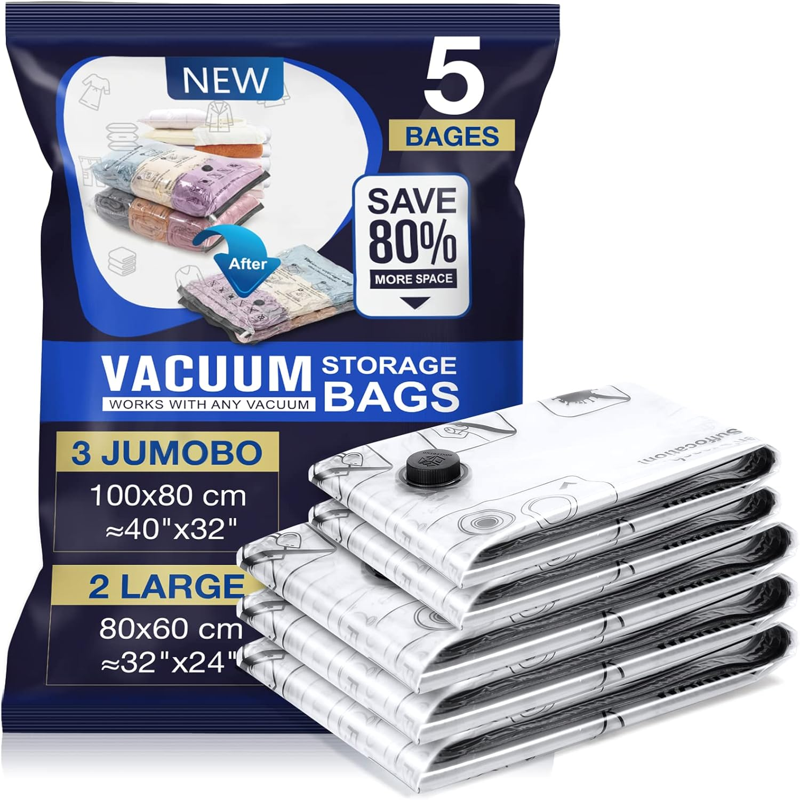 NEW
5
BAGES
SAVE
80%
MORE SPACE
After
VACUUM STORAGE BAGS
WORKS WITH ANY VACUUM
3 JUMOBO
100x80 cm
≈40"x32"
2 LARGE
80x60 cm
≈32"x24"
Suffocation!